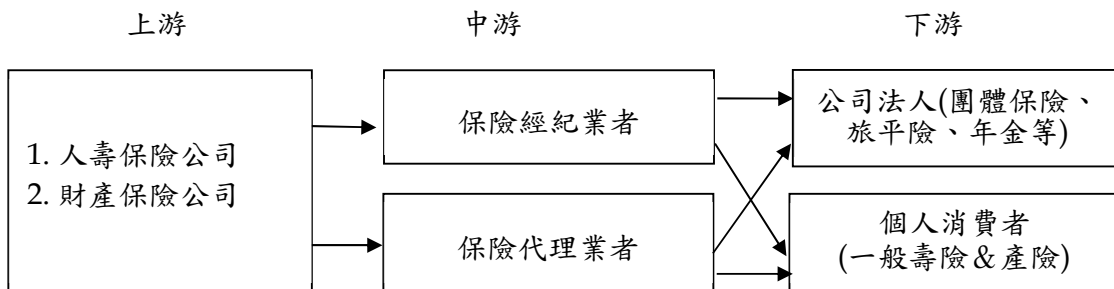 上游
中游
下游
1. 人壽保險公司
2. 財產保險公司
保險經紀業者
保險代理業者
公司法人(團體保險、
旅平險、年金等)
個人消費者
(一般壽險＆產險)